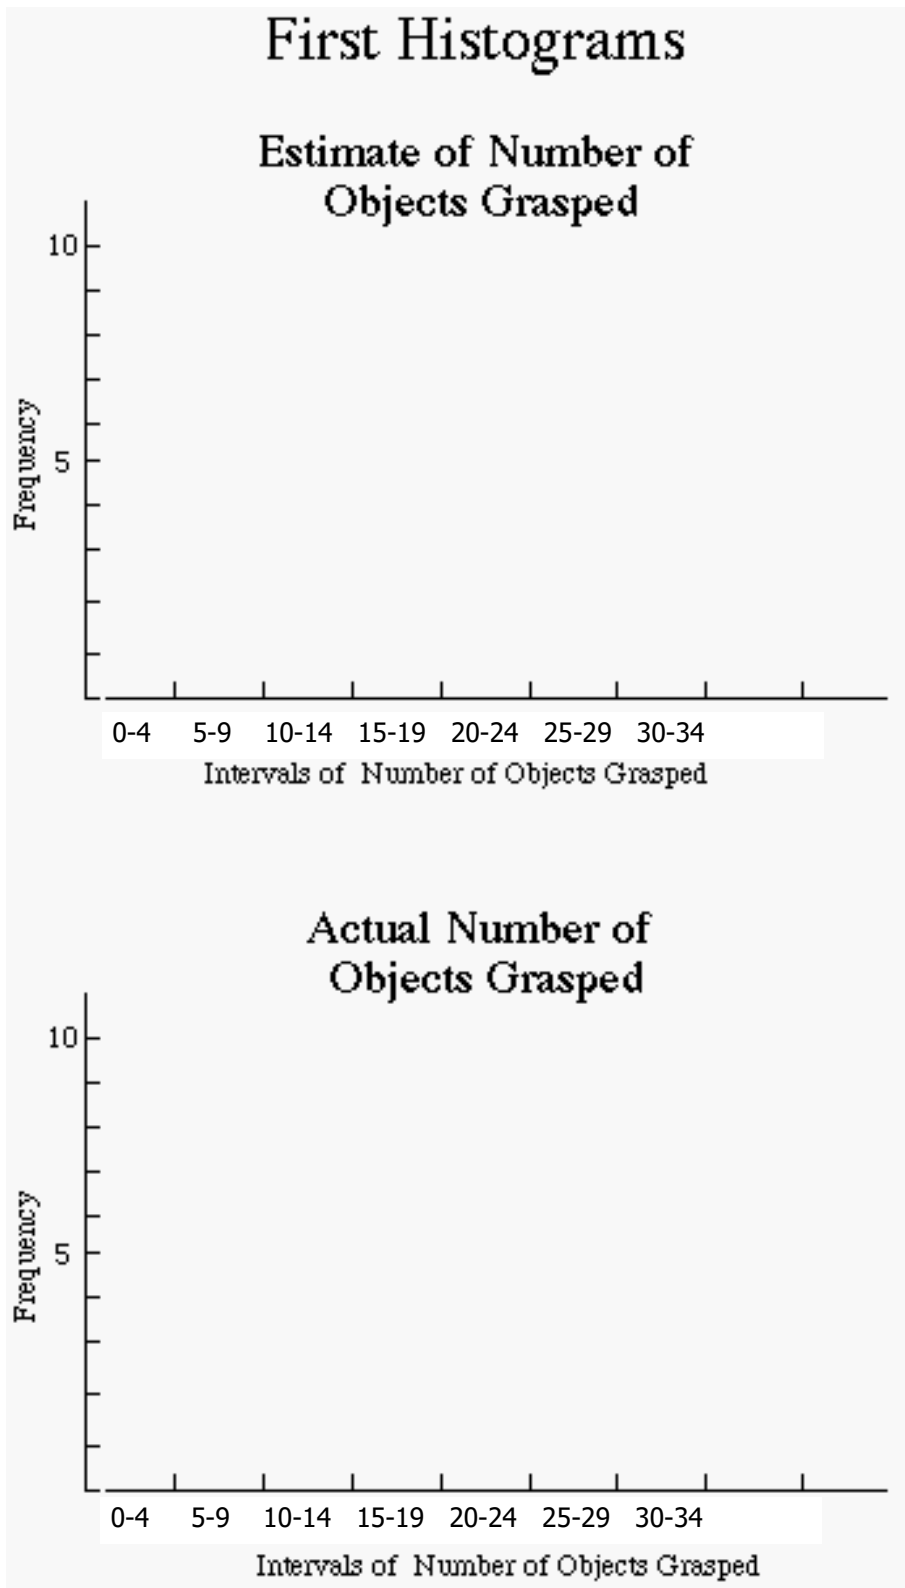 First Histograms
Estimate of Number of
Objects Grasped
10
Frequency
5
0-4 5-9 10-14 15-19 20-24 25-29 30-34
Intervals of Number of Objects Grasped
Actual Number of
Objects Grasped
10
Frequency
5
0-4 5-9 10-14 15-19 20-24 25-29 30-34
Intervals of Number of Objects Grasped